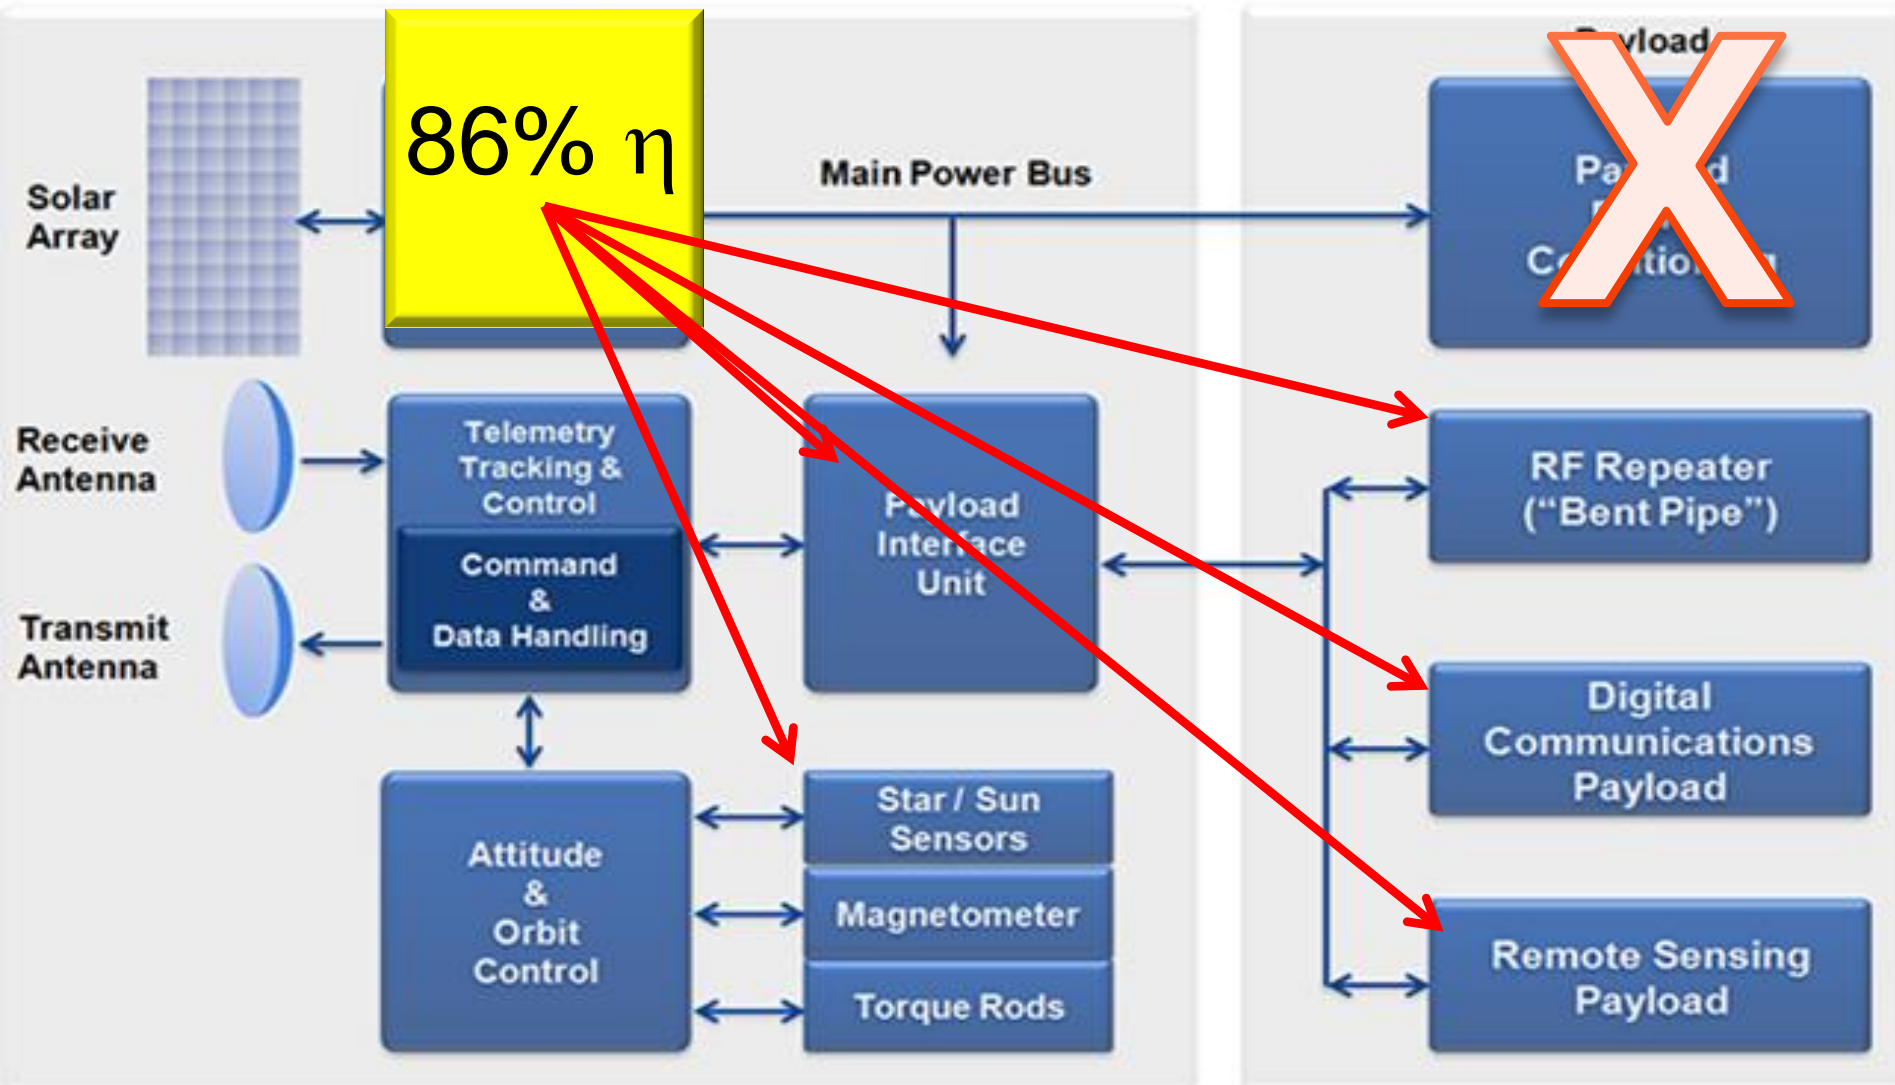 86% η
Main Power Bus
Solar
Array
Receive
Antenna
Transmit
Antenna
Telemetry
Tracking &
Control
Command
&
Data Handling
Payload
Interface
Unit
Attitude
&
Orbit
Control
Star / Sun
Sensors
Magnetometer
Torque Rods
RF Repeater
(“Bent Pipe”)
Digital
Communications
Payload
Remote Sensing
Payload